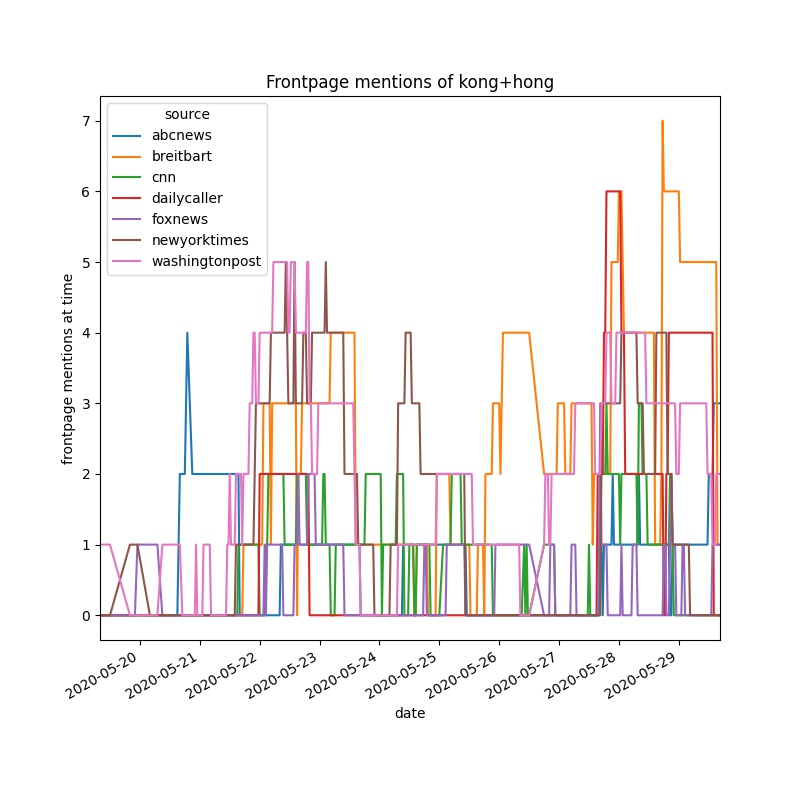 Frontpage mentions of kong+hong
source
abcnews
breitbart
cnn
dailycaller
foxnews
newyorktimes
washingtonpost
frontpage mentions at time
7
6
5
4
3
2
1
0
2020-05-20
2020-05-21
2020-05-22
2020-05-23
2020-05-24
2020-05-25
2020-05-26
2020-05-27
2020-05-28
2020-05-29
date